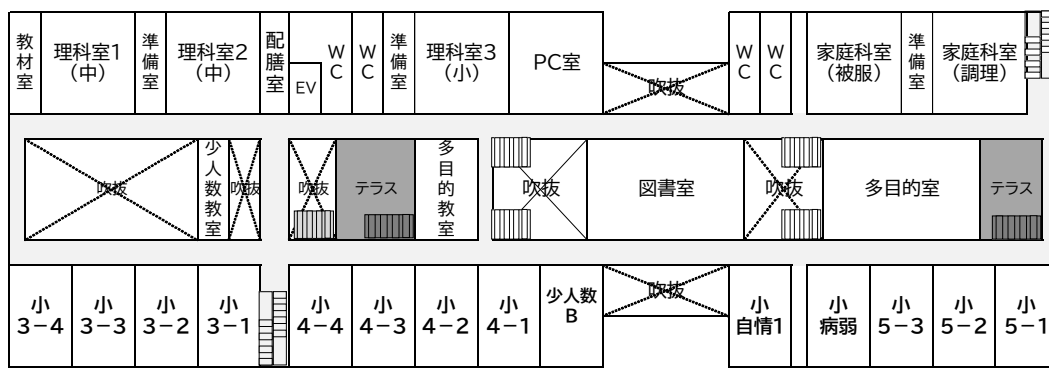 教材室
理科室1
(中)
準備室
理科室2
(中)
配膳室
EV
WC
WC
準備室
理科室3
(小)
PC室
吹抜
WC
WC
家庭科室
(被服)
準備室
家庭科室
(調理)
吹抜
少人数教室
吹抜
吹抜
テラス
多目的教室
吹抜
図書室
吹抜
多目的室
テラス
小
3-4
小
3-3
小
3-2
小
3-1
小
4-4
小
4-3
小
4-2
小
4-1
少人数
B
吹抜
小
自情1
小
病弱
小
5-3
小
5-2
小
5-1